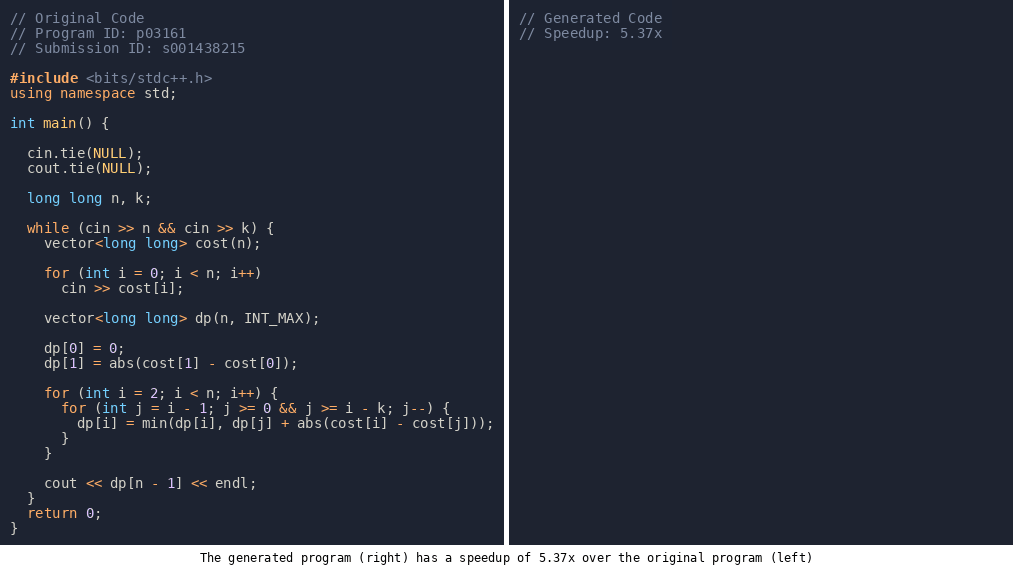 // Original Code
// Program ID: p03161
// Submission ID: s001438215
#include <bits/stdc++.h>
using namespace std;
int main() {
  cin.tie(NULL);
  cout.tie(NULL);
  long long n, k;
  while (cin >> n && cin >> k) {
    vector<long long> cost(n);
    for (int i = 0; i < n; i++)
      cin >> cost[i];
    vector<long long> dp(n, INT_MAX);
    dp[0] = 0;
    dp[1] = abs(cost[1] - cost[0]);
    for (int i = 2; i < n; i++) {
      for (int j = i - 1; j >= 0 && j >= i - k; j--) {
        dp[i] = min(dp[i], dp[j] + abs(cost[i] - cost[j]));
      }
    }
    cout << dp[n - 1] << endl;
  }
  return 0;
}
// Generated Code
// Speedup: 5.37x
The generated program (right) has a speedup of 5.37x over the original program (left)